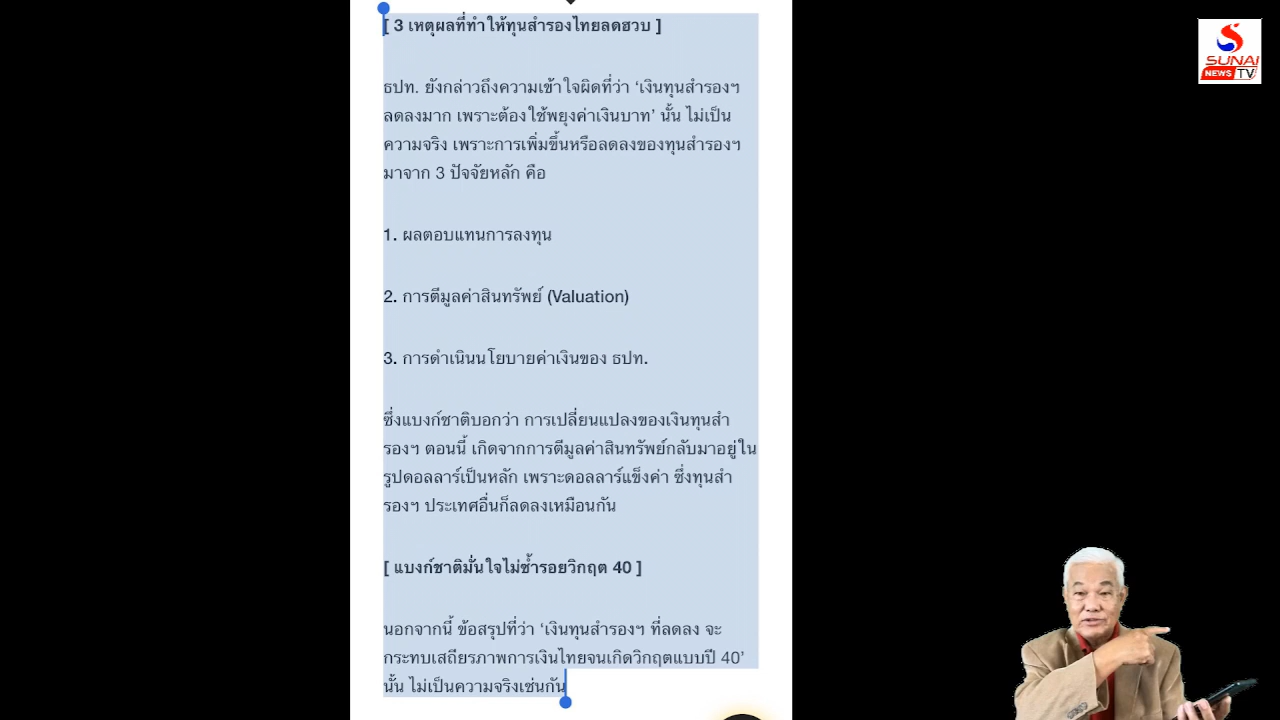 [ 3 เหตุผลที่ทำให้ทุนสำรองไทยลดฮวบ ]
ธปท. ยังกล่าวถึงความเข้าใจผิดที่ว่า ‘เงินทุนสำรองฯ
ลดลงมาก เพราะต้องใช้พยุงค่าเงินบาท’ นั้น ไม่เป็น
ความจริง เพราะการเพิ่มขึ้นหรือลดลงของทุนสำรองฯ
มาจาก 3 ปัจจัยหลัก คือ
1. ผลตอบแทนการลงทุน
2. การตีมูลค่าสินทรัพย์ (Valuation)
3. การดำเนินนโยบายค่าเงินของ ธปท.
ซึ่งแบงก์ชาติบอกว่า การเปลี่ยนแปลงของเงินทุนสำ
รองฯ ตอนนี้ เกิดจากการตีมูลค่าสินทรัพย์กลับมาอยู่ใน
รูปดอลลาร์เป็นหลัก เพราะดอลลาร์แข็งค่า ซึ่งทุนสำ
รองฯ ประเทศอื่นก็ลดลงเหมือนกัน
[ แบงก์ชาติมั่นใจไม่ซ้ำรอยวิกฤต 40 ]
นอกจากนี้ ข้อสรุปที่ว่า ‘เงินทุนสำรองฯ ที่ลดลง จะ
กระทบเสถียรภาพการเงินไทยจนเกิดวิกฤตแบบปี 40’
นั้น ไม่เป็นความจริงเช่นกัน
SUNAI
NEWS TV